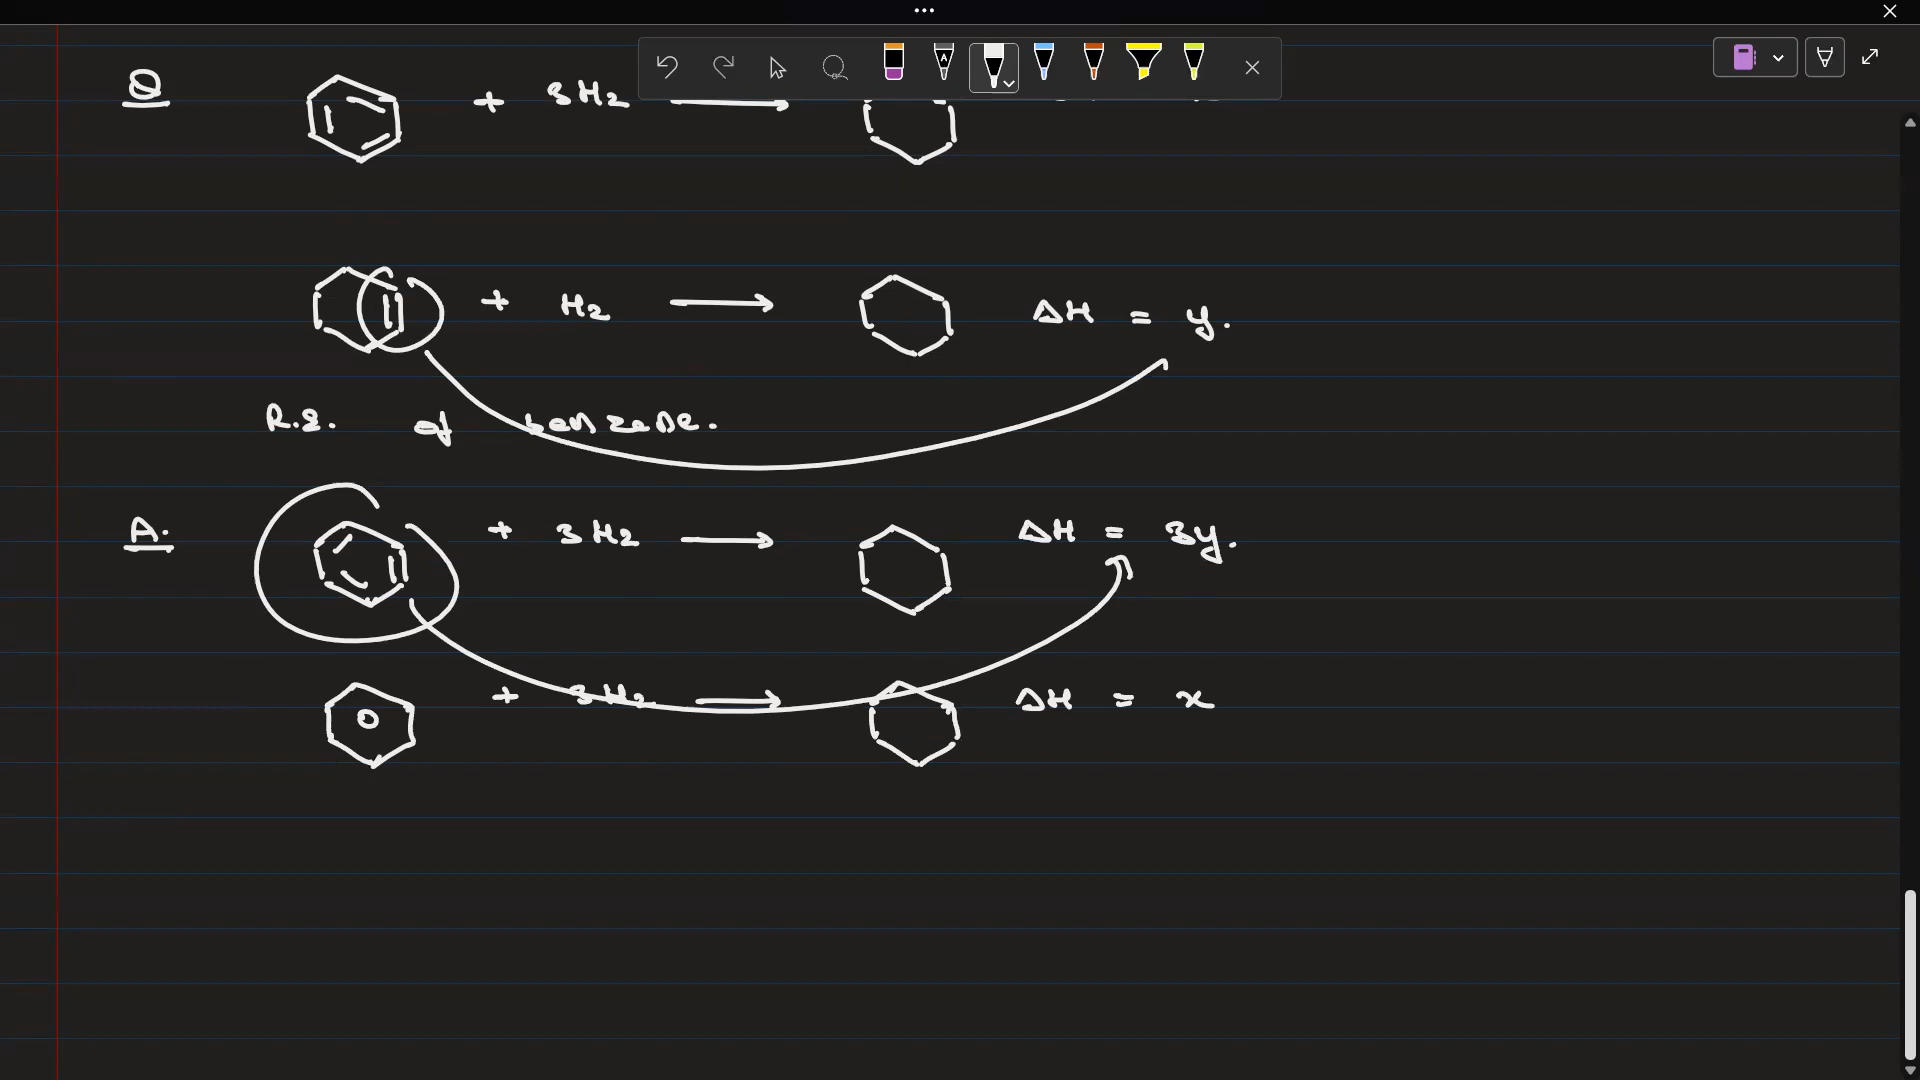 Q + 3H2 ⟶
+ H2 ⟶ ΔH = y.
R.E. of benzene.
A. + 3H2 ⟶ ΔH = 3y.
+ 3H2 ⟶ ΔH = x